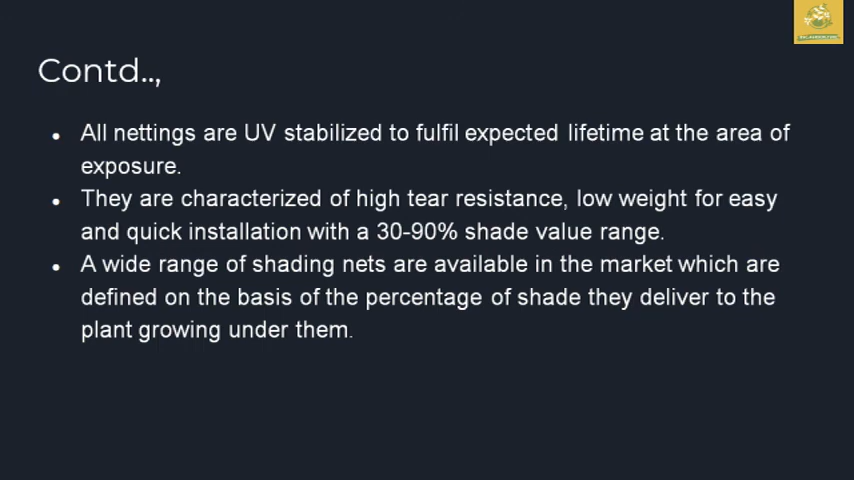 Contd..,
• All nettings are UV stabilized to fulfil expected lifetime at the area of
exposure.
• They are characterized of high tear resistance, low weight for easy
and quick installation with a 30-90% shade value range.
• A wide range of shading nets are available in the market which are
defined on the basis of the percentage of shade they deliver to the
plant growing under them.